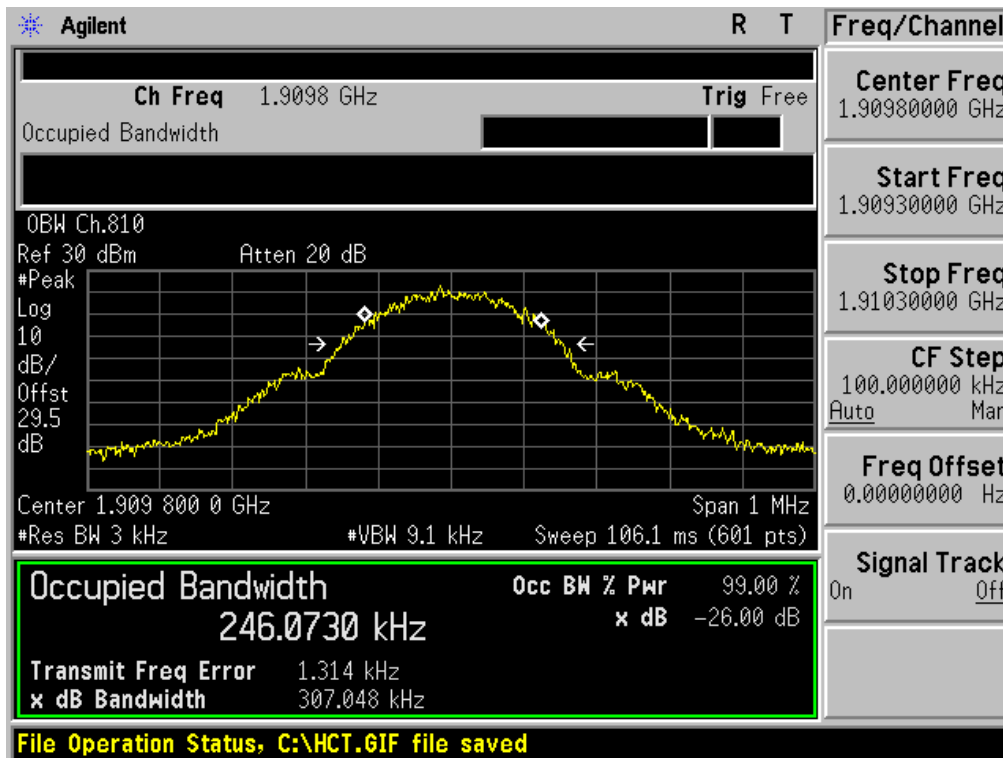 Agilent R T
Ch Freq 1.9098 GHz Trig Free
Occupied Bandwidth
OBW Ch.810
Ref 30 dBm Atten 20 dB
#Peak
Log
10
dB/
Offst
29.5
dB
Center 1.909 800 0 GHz Span 1 MHz
#Res BW 3 kHz #VBW 9.1 kHz Sweep 106.1 ms (601 pts)
Occupied Bandwidth Occ BW % Pwr 99.00 %
246.0730 kHz x dB -26.00 dB
Transmit Freq Error 1.314 kHz
x dB Bandwidth 307.048 kHz
File Operation Status, C:\HCT.GIF file saved
Freq/Channel
Center Freq
1.90980000 GHz
Start Freq
1.90930000 GHz
Stop Freq
1.91030000 GHz
CF Step
100.000000 kHz
Auto Man
Freq Offset
0.00000000 Hz
Signal Track
On Off